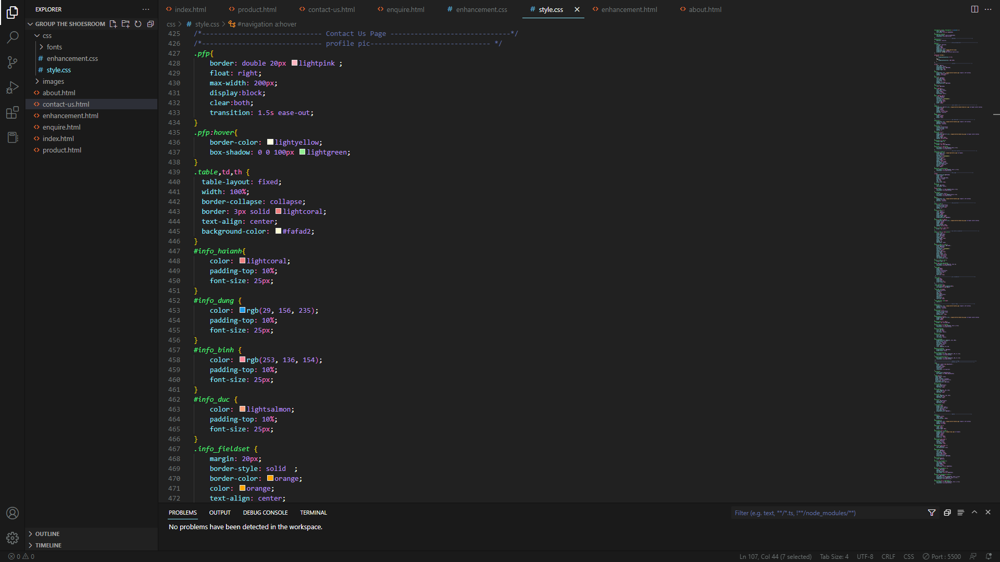 EXPLORER
index.html
product.html
contact-us.html
enquire.html
# enhancement.css
# style.css
enhancement.html
about.html
GROUP THE SHOESROOM
css
fonts
# enhancement.css
# style.css
images
about.html
contact-us.html
enhancement.html
enquire.html
index.html
product.html
OUTLINE
TIMELINE
css > # style.css > #navigation a:hover
425 /*------------------------------ Contact Us Page ------------------------------*/
426 /*------------------------------ profile pic------------------------------ */
427 .pfp{
428 border: double 20px lightpink ;
429 float: right;
430 max-width: 200px;
431 display:block;
432 clear:both;
433 transition: 1.5s ease-out;
434 }
435 .pfp:hover{
436 border-color: lightyellow;
437 box-shadow: 0 0 100px lightgreen;
438 }
439 .table,td,th {
440 table-layout: fixed;
441 width: 100%;
442 border-collapse: collapse;
443 border: 3px solid lightcoral;
444 text-align: center;
445 background-color: #fafad2;
446 }
447 #info_haianh{
448 color: lightcoral;
449 padding-top: 10%;
450 font-size: 25px;
451 }
452 #info_dung {
453 color: rgb(29, 156, 235);
454 padding-top: 10%;
455 font-size: 25px;
456 }
457 #info_binh {
458 color: rgb(253, 136, 154);
459 padding-top: 10%;
460 font-size: 25px;
461 }
462 #info_duc {
463 color: lightsalmon;
464 padding-top: 10%;
465 font-size: 25px;
466 }
467 .info_fieldset {
468 margin: 20px;
469 border-style: solid ;
470 border-color: orange;
471 color: orange;
472 text-align: center;
PROBLEMS OUTPUT DEBUG CONSOLE TERMINAL
Filter (e.g. text, **/*.ts, !**/node_modules/**)
No problems have been detected in the workspace.
0 0
Ln 107, Col 44 (7 selected) Tab Size: 4 UTF-8 CRLF CSS Port : 5500